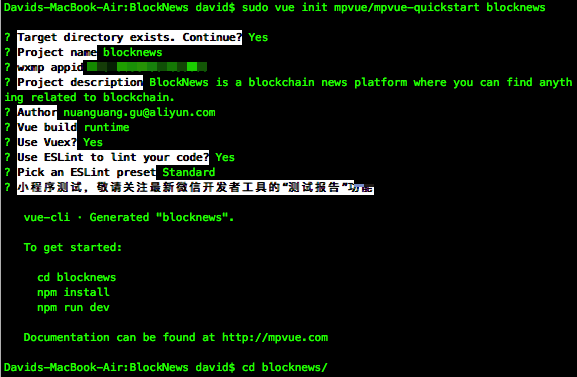 Davids-MacBook-Air:BlockNews david$ sudo vue init mpvue/mpvue-quickstart blocknews
? Target directory exists. Continue? Yes
? Project name blocknews
? wxmp appid
? Project description BlockNews is a blockchain news platform where you can find anyth
ing related to blockchain.
? Author nuanguang.gu@aliyun.com
? Vue build runtime
? Use Vuex? Yes
? Use ESLint to lint your code? Yes
? Pick an ESLint preset Standard
? 小程序测试，敬请关注最新微信开发者工具的“测试报告”功能
vue-cli · Generated "blocknews".
To get started:
cd blocknews
npm install
npm run dev
Documentation can be found at http://mpvue.com
Davids-MacBook-Air:BlockNews david$ cd blocknews/